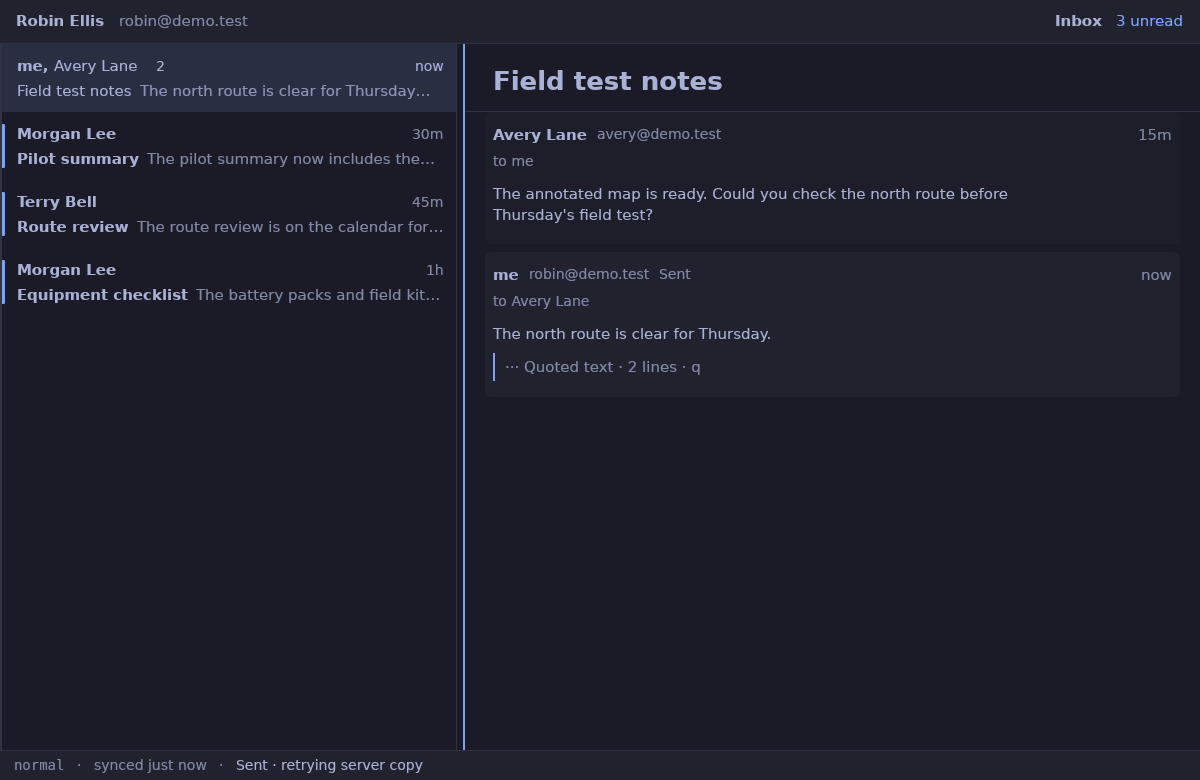 Robin Ellis robin@demo.test Inbox 3 unread
me, Avery Lane 2 now
Field test notes The north route is clear for Thursday…
Morgan Lee 30m
Pilot summary The pilot summary now includes the…
Terry Bell 45m
Route review The route review is on the calendar for…
Morgan Lee 1h
Equipment checklist The battery packs and field kit…
Field test notes
Avery Lane avery@demo.test 15m
to me
The annotated map is ready. Could you check the north route before
Thursday's field test?
me robin@demo.test Sent now
to Avery Lane
The north route is clear for Thursday.
··· Quoted text · 2 lines · q
normal · synced just now · Sent · retrying server copy